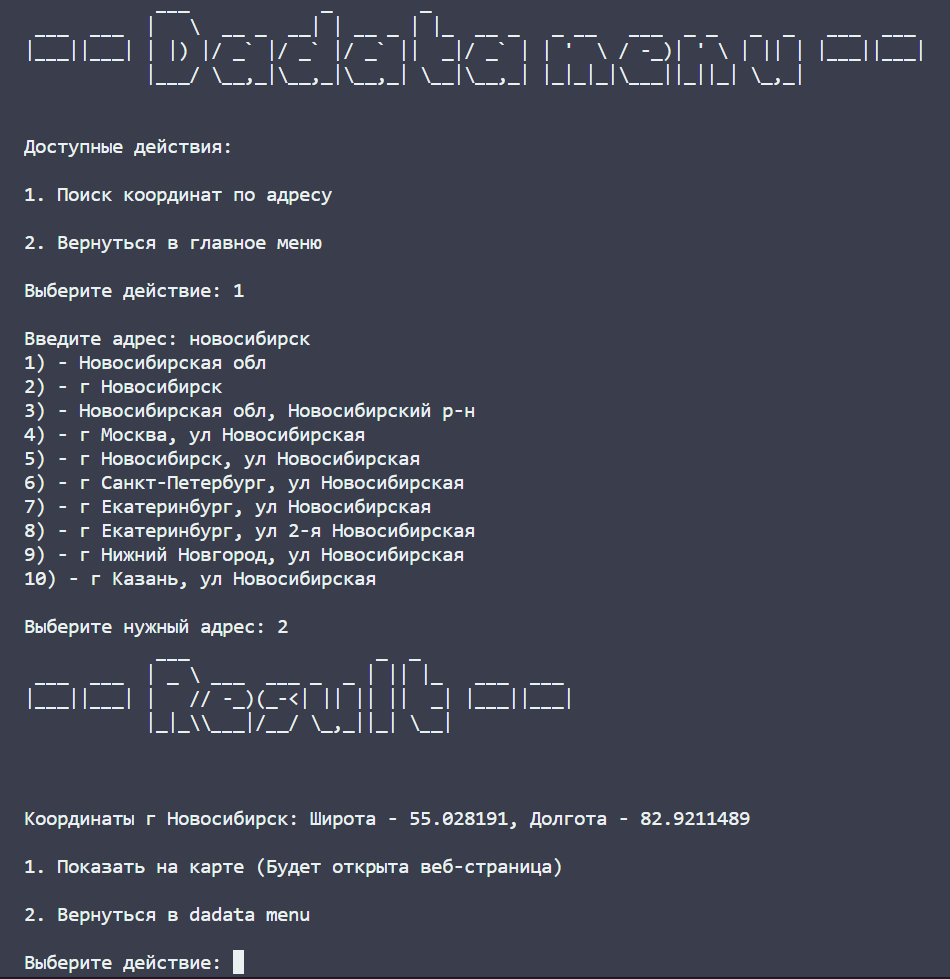 -- Dadata menu --
Доступные действия:
1. Поиск координат по адресу
2. Вернуться в главное меню
Выберите действие: 1
Введите адрес: новосибирск
1) - Новосибирская обл
2) - г Новосибирск
3) - Новосибирская обл, Новосибирский р-н
4) - г Москва, ул Новосибирская
5) - г Новосибирск, ул Новосибирская
6) - г Санкт-Петербург, ул Новосибирская
7) - г Екатеринбург, ул Новосибирская
8) - г Екатеринбург, ул 2-я Новосибирская
9) - г Нижний Новгород, ул Новосибирская
10) - г Казань, ул Новосибирская
Выберите нужный адрес: 2
-- Result --
Координаты г Новосибирск: Широта - 55.028191, Долгота - 82.9211489
1. Показать на карте (Будет открыта веб-страница)
2. Вернуться в dadata menu
Выберите действие: